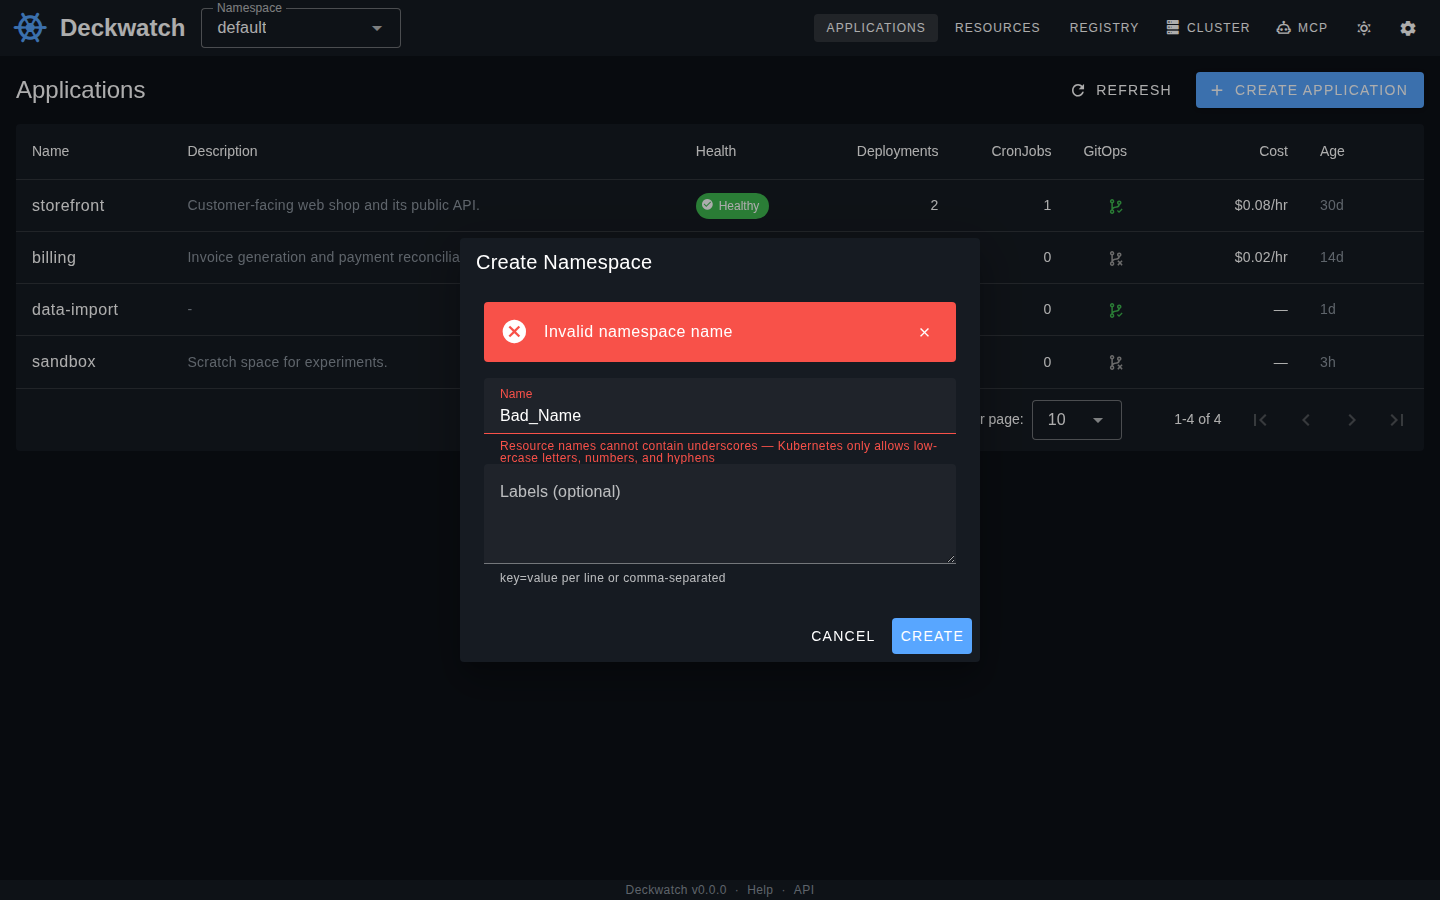 Deckwatch
Namespace
default
APPLICATIONS
RESOURCES
REGISTRY
CLUSTER
MCP
Applications
REFRESH
CREATE APPLICATION
Name Description Health Deployments CronJobs GitOps Cost Age
storefront Customer-facing web shop and its public API. Healthy 2 1 $0.08/hr 30d
billing Invoice generation and payment 0 $0.02/hr 14d
data-import - 0 — 1d
sandbox Scratch space for experiments. 0 — 3h
page: 10 1-4 of 4
Create Namespace
Invalid namespace name
Name
Bad_Name
Resource names cannot contain underscores — Kubernetes only allows low-
ercase letters, numbers, and hyphens
Labels (optional)
key=value per line or comma-separated
CANCEL
CREATE
Deckwatch v0.0.0 · Help · API